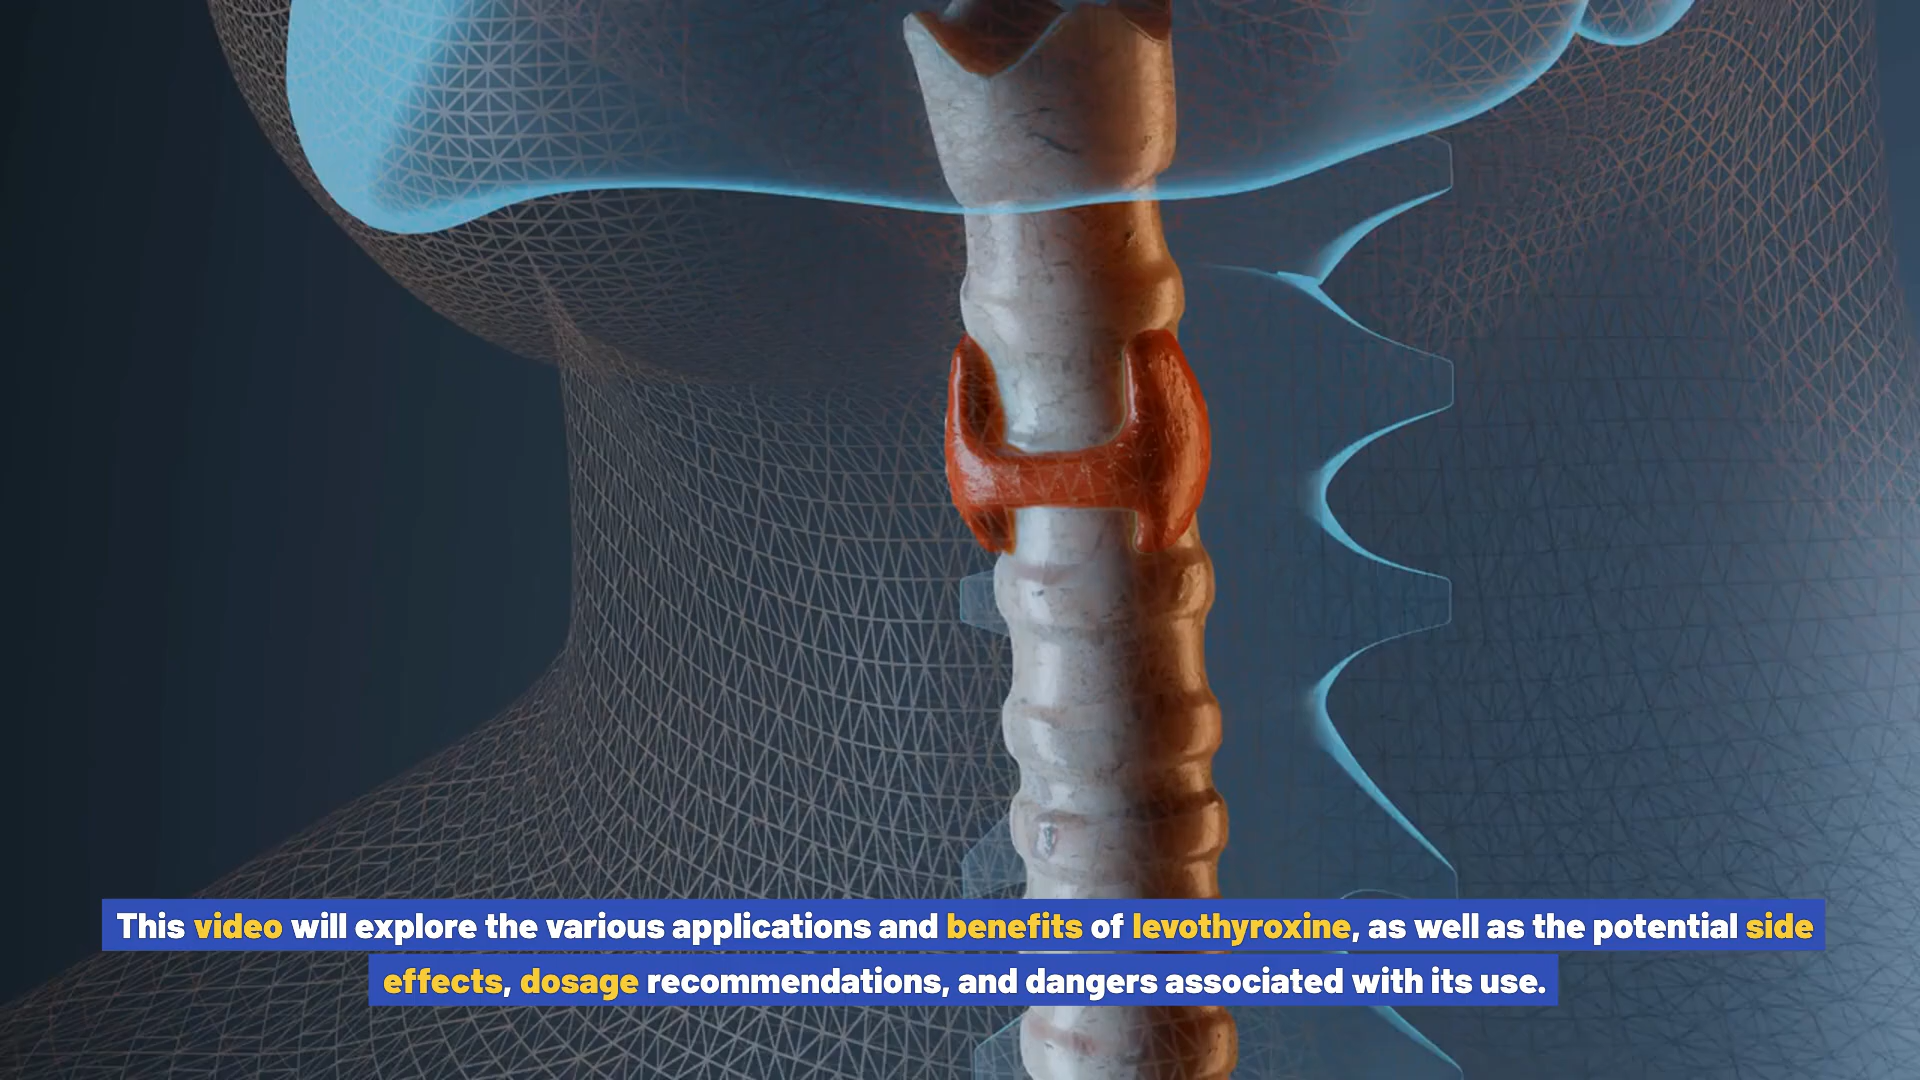 This video will explore the various applications and benefits of levothyroxine, as well as the potential side
effects, dosage recommendations, and dangers associated with its use.